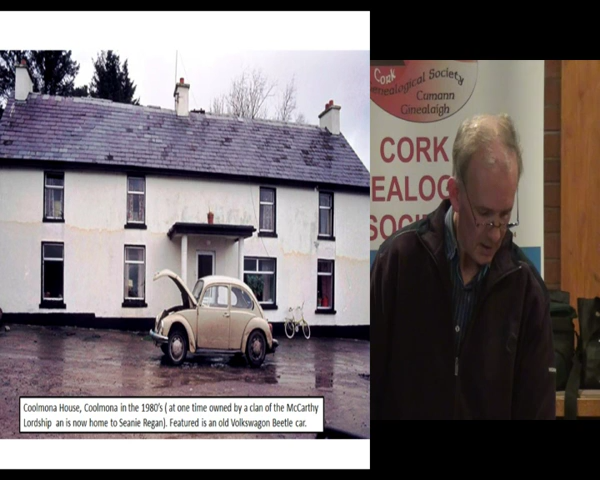 Cork
Genealogical Society
Cumann
Ginealaigh
CORK
EALOG
SOCIE
Coolmona House, Coolmona in the 1980's ( at one time owned by a clan of the McCarthy
Lordship an is now home to Seanie Regan). Featured is an old Volkswagon Beetle car.